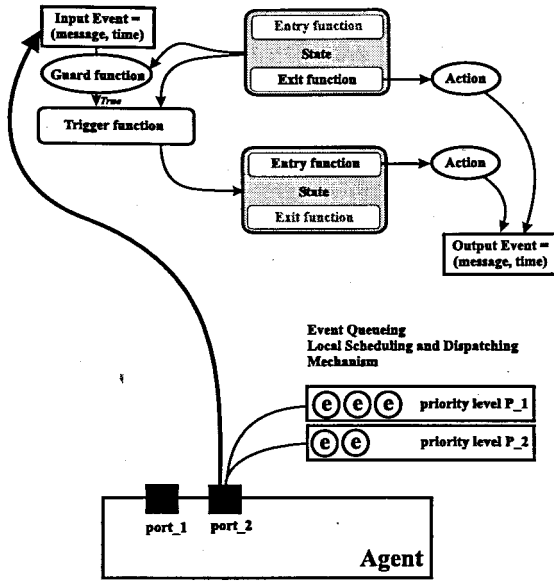 Input Event =
(message, time)
Guard function
True
Trigger function
Entry function
State
Exit function
Action
Entry function
State
Exit function
Action
Output Event =
(message, time)
Event Queueing
Local Scheduling and Dispatching
Mechanism
e e e priority level P_1
e e priority level P_2
port_1 port_2
Agent